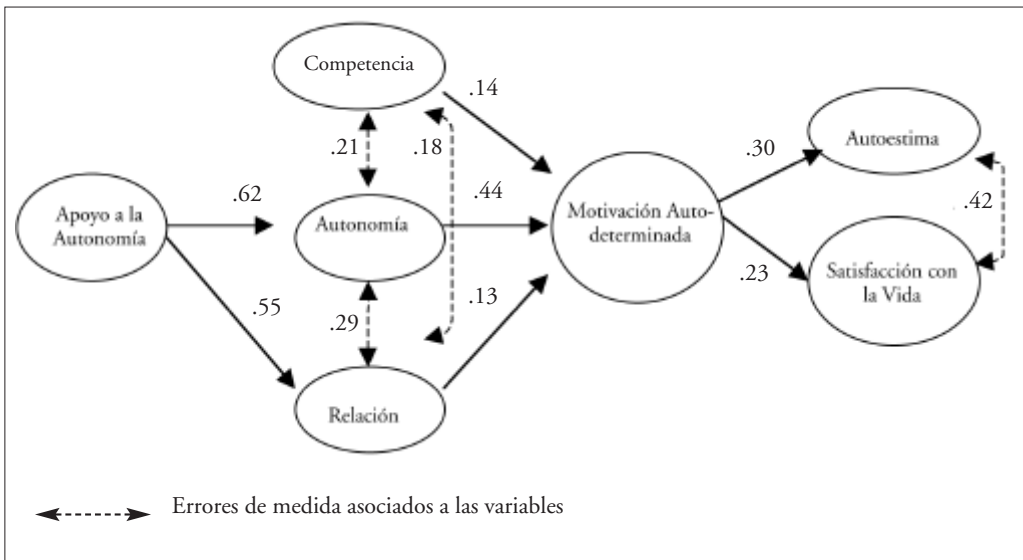 Competencia
.14
.21
.18
.30
Autoestima
.62
.44
Apoyo a la
Autonomía
Autonomía
Motivación Auto-
determinada
.42
.55
.29
.13
.23
Satisfacción con
la Vida
Relación
Errores de medida asociados a las variables